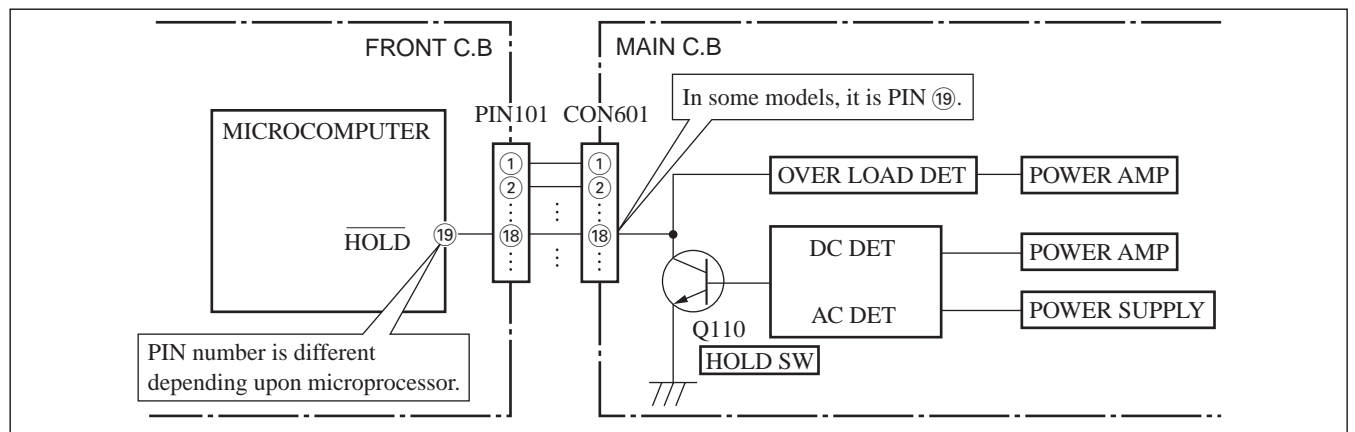 FRONT C.B
MAIN C.B
In some models, it is PIN ⑲.
PIN101
CON601
MICROCOMPUTER
①
①
②
②
⋮
⋮
⋮
HOLD
⑲
⑱
⑱
⋮
⋮
⋮
OVER LOAD DET
POWER AMP
DC DET
POWER AMP
AC DET
POWER SUPPLY
Q110
HOLD SW
PIN number is different
depending upon microprocessor.